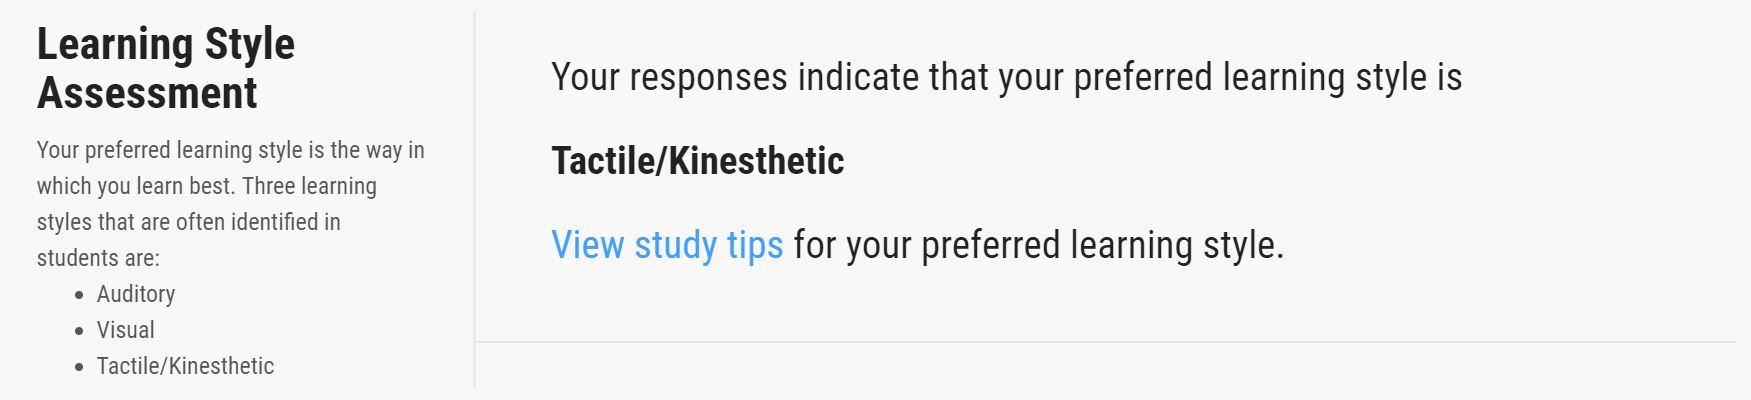 Learning Style
Assessment
Your preferred learning style is the way in
which you learn best. Three learning
styles that are often identified in
students are:
• Auditory
• Visual
• Tactile/Kinesthetic
Your responses indicate that your preferred learning style is
Tactile/Kinesthetic
View study tips for your preferred learning style.